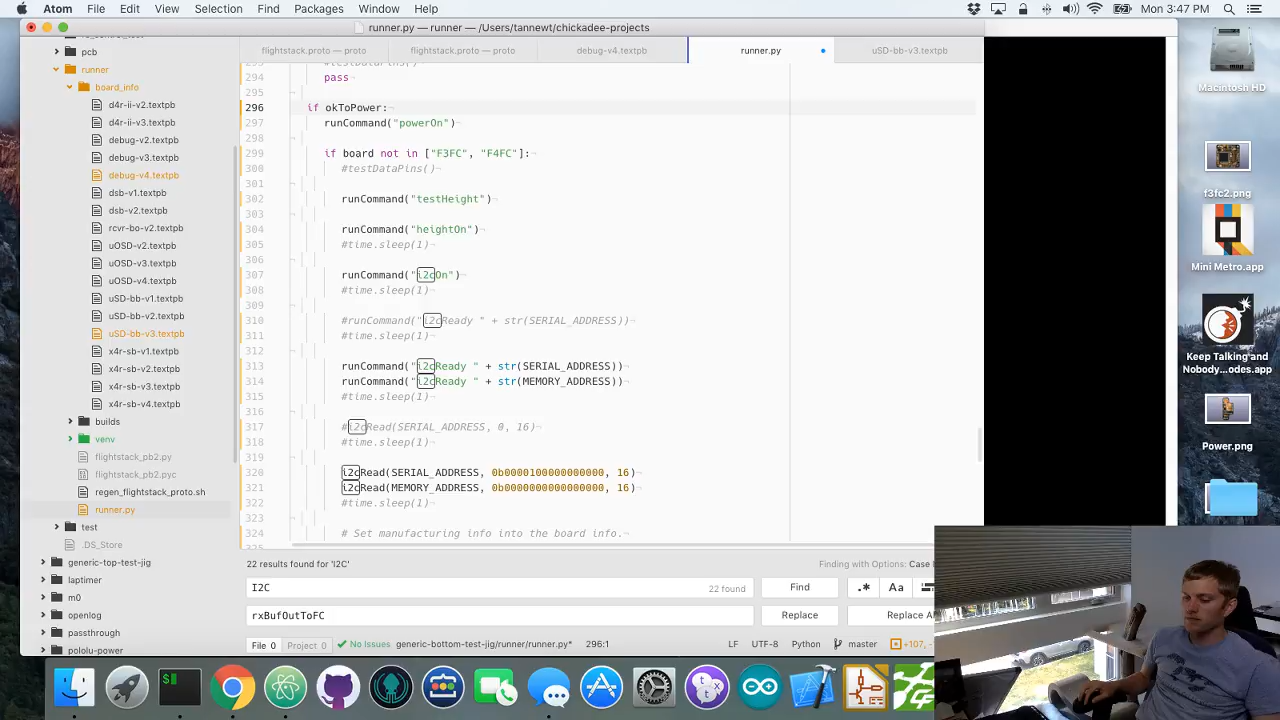 Atom File Edit View Selection Find Packages Window Help
Mon 3:47 PM
runner.py — runner — /Users/tannewt/chickadee-projects
flightstack.proto — proto
flightstack.proto — proto
debug-v4.textpb
runner.py
uSD-bb-v3.textpb
pcb
runner
board_info
d4r-ii-v2.textpb
d4r-ii-v3.textpb
debug-v2.textpb
debug-v3.textpb
debug-v4.textpb
dsb-v1.textpb
dsb-v2.textpb
rcvr-bo-v2.textpb
uOSD-v2.textpb
uOSD-v3.textpb
uOSD-v4.textpb
uSD-bb-v1.textpb
uSD-bb-v2.textpb
uSD-bb-v3.textpb
x4r-sb-v1.textpb
x4r-sb-v2.textpb
x4r-sb-v3.textpb
x4r-sb-v4.textpb
builds
venv
flightstack_pb2.py
flightstack_pb2.pyc
regen_flightstack_proto.sh
runner.py
test
.DS_Store
generic-top-test-jig
laptimer
m0
openlog
passthrough
pololu-power
294 pass
295
296 if okToPower:
297 runCommand("powerOn")
298
299 if board not in ["F3FC", "F4FC"]:
300 #testDataPins()
301
302 runCommand("testHeight")
303
304 runCommand("heightOn")
305 #time.sleep(1)
306
307 runCommand("i2cOn")
308 #time.sleep(1)
309
310 #runCommand("i2cReady " + str(SERIAL_ADDRESS))
311 #time.sleep(1)
312
313 runCommand("i2cReady " + str(SERIAL_ADDRESS))
314 runCommand("i2cReady " + str(MEMORY_ADDRESS))
315 #time.sleep(1)
316
317 #i2cRead(SERIAL_ADDRESS, 0, 16)
318 #time.sleep(1)
319
320 i2cRead(SERIAL_ADDRESS, 0b0000100000000000, 16)
321 i2cRead(MEMORY_ADDRESS, 0b0000000000000000, 16)
322 #time.sleep(1)
323
324 # Set manufacturing info into the board info.
22 results found for 'I2C'
Finding with Options: Case
I2C
22 found
Find
.*
Aa
rxBufOutToFC
Replace
Replace
File 0 Project 0 No Issues generic-bottom-test-jig/runner/runner.py* 296:1
LF UTF-8 Python master +107,
Macintosh HD
f3fc2.png
Mini Metro.app
Keep Talking and
Nobody...odes.app
Power.png